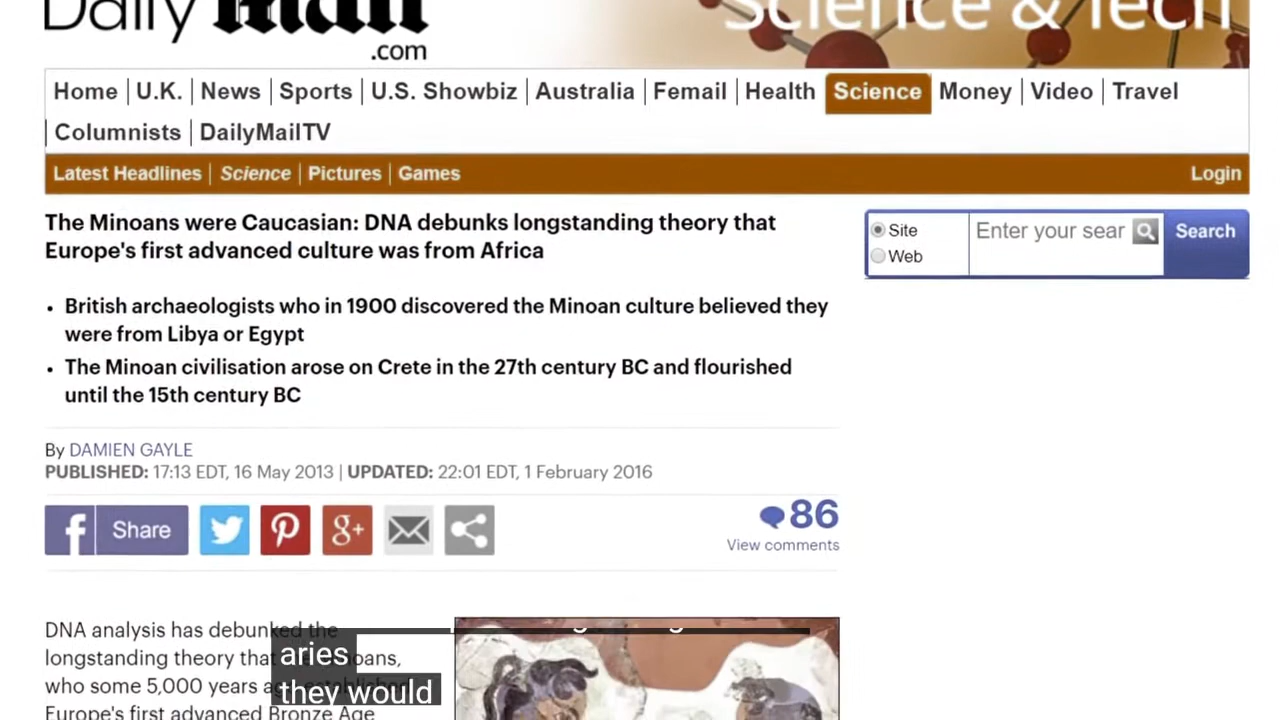 Daily Mail
.com
Science & Tech
Home | U.K. | News | Sports | U.S. Showbiz | Australia | Femail | Health | Science | Money | Video | Travel
| Columnists | DailyMailTV
Latest Headlines | Science | Pictures | Games
Login
The Minoans were Caucasian: DNA debunks longstanding theory that
Europe's first advanced culture was from Africa
Site
Web
Enter your sear
Search
• British archaeologists who in 1900 discovered the Minoan culture believed they
were from Libya or Egypt
• The Minoan civilisation arose on Crete in the 27th century BC and flourished
until the 15th century BC
By DAMIEN GAYLE
PUBLISHED: 17:13 EDT, 16 May 2013 | UPDATED: 22:01 EDT, 1 February 2016
f Share
g+
86
View comments
DNA analysis has debunked the
longstanding theory that
who some 5,000 years
Europe's first advanced Bronze Age
aries
they would